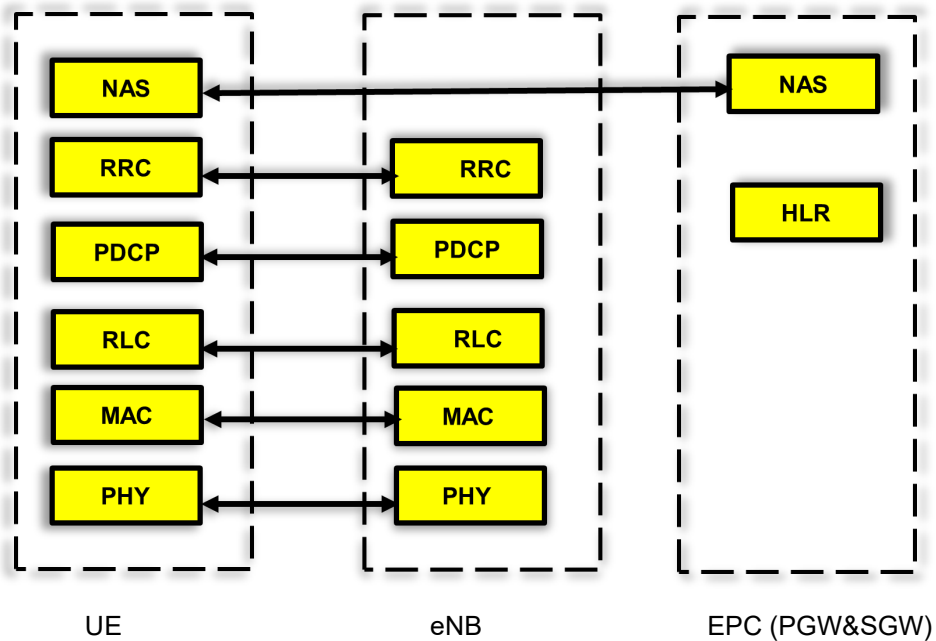 NAS
NAS
RRC
RRC
HLR
PDCP
PDCP
RLC
RLC
MAC
MAC
PHY
PHY
UE
eNB
EPC (PGW&SGW)